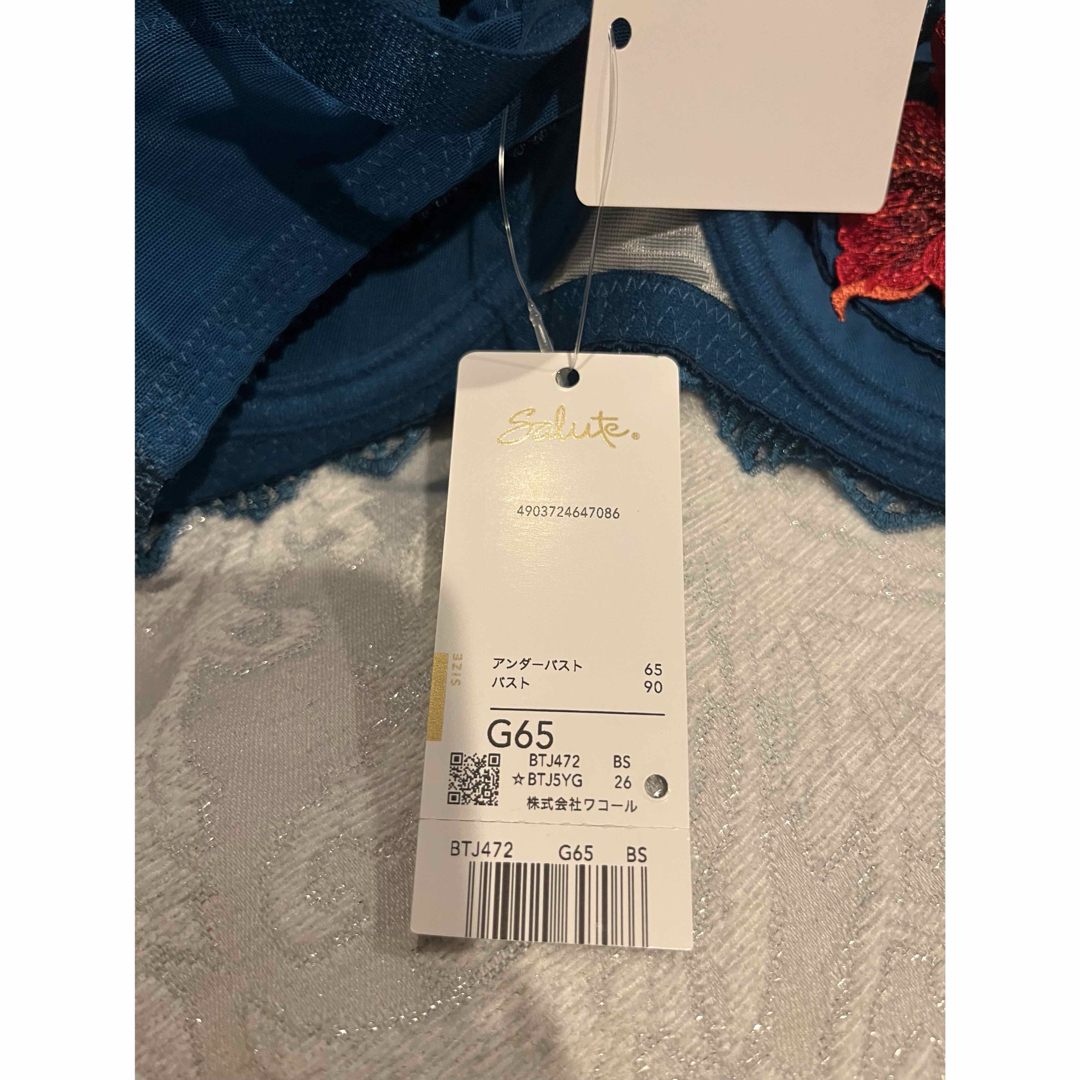 Salute®
4903724647086
SIZE
アンダーバスト 65
バスト 90
G65
BTJ472 BS
☆BTJ5YG 26
株式会社ワコール
BTJ472 G65 BS